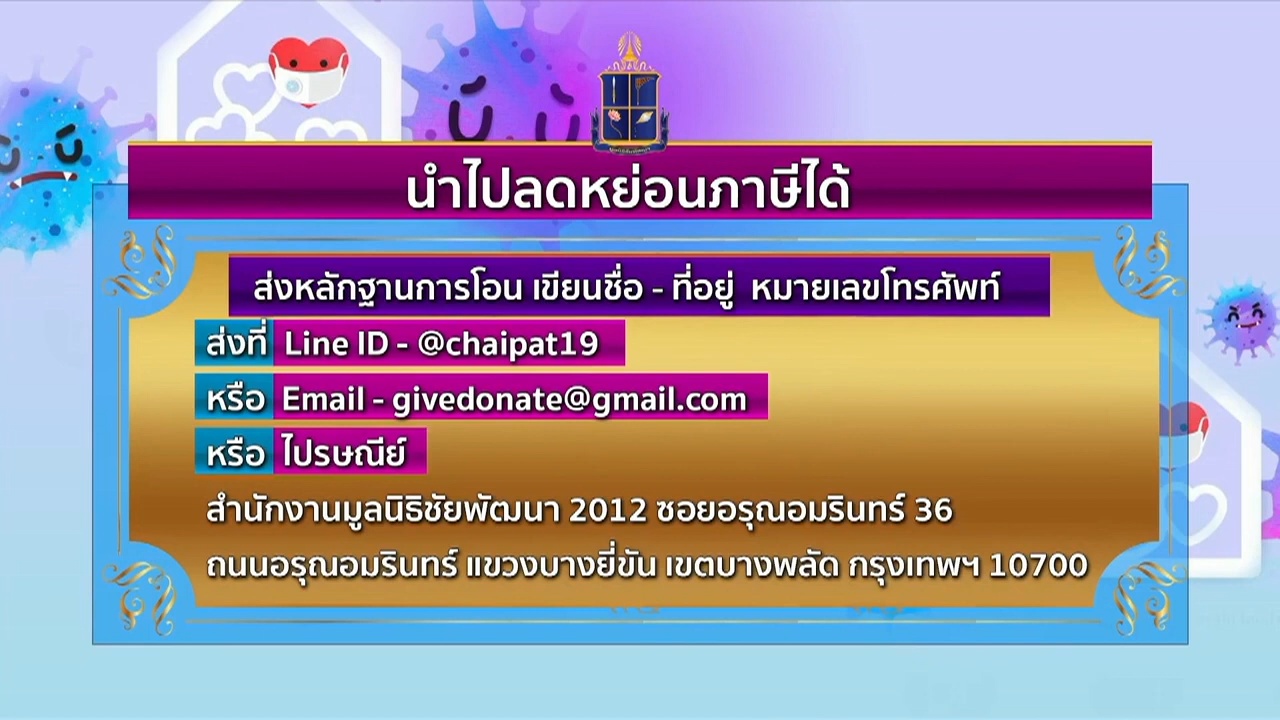 นำไปลดหย่อนภาษีได้
ส่งหลักฐานการโอน เขียนชื่อ - ที่อยู่ หมายเลขโทรศัพท์
ส่งที่ Line ID - @chaipat19
หรือ Email - givedonate@gmail.com
หรือ ไปรษณีย์
สำนักงานมูลนิธิชัยพัฒนา 2012 ซอยอรุณอมรินทร์ 36
ถนนอรุณอมรินทร์ แขวงบางยี่ขัน เขตบางพลัด กรุงเทพฯ 10700